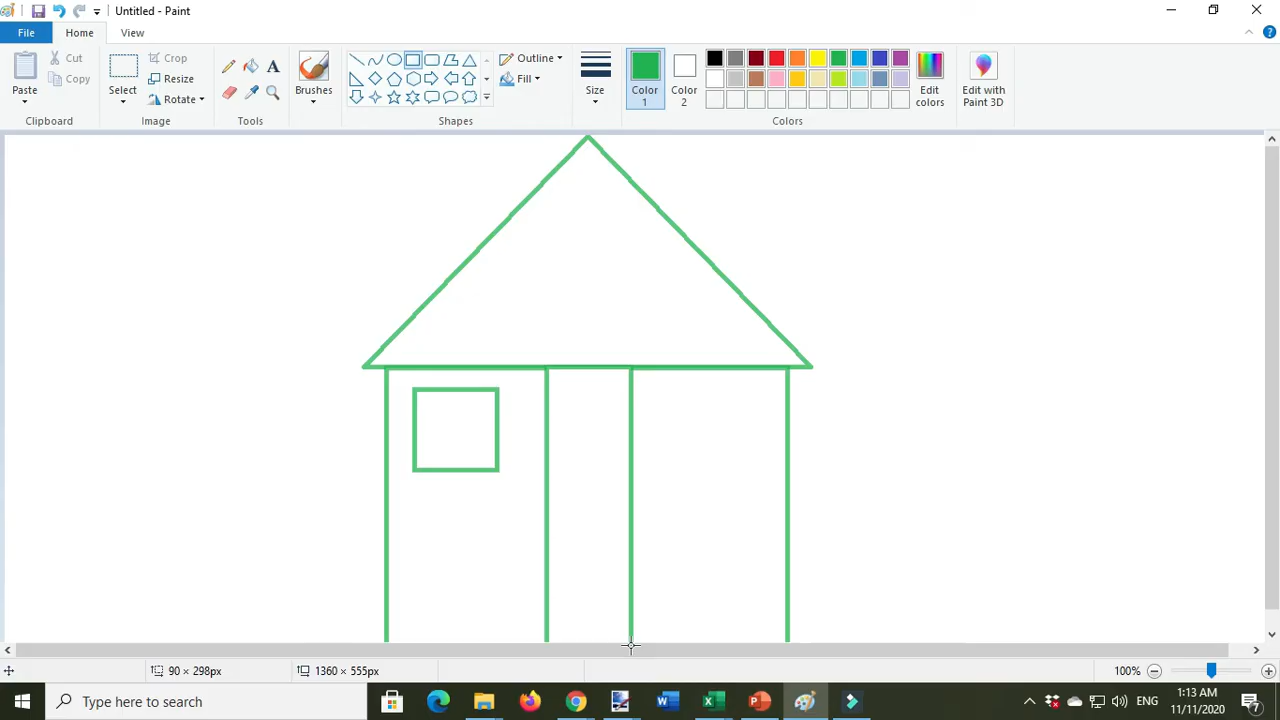 Untitled - Paint
File Home View
Paste
Cut
Copy
Clipboard
Select
Crop
Resize
Rotate
Image
A
Tools
Brushes
Outline
Fill
Shapes
Size
Color 1
Color 2
Edit colors
Colors
Edit with Paint 3D
90 × 298px
1360 × 555px
100%
Type here to search
ENG
1:13 AM
11/11/2020
7